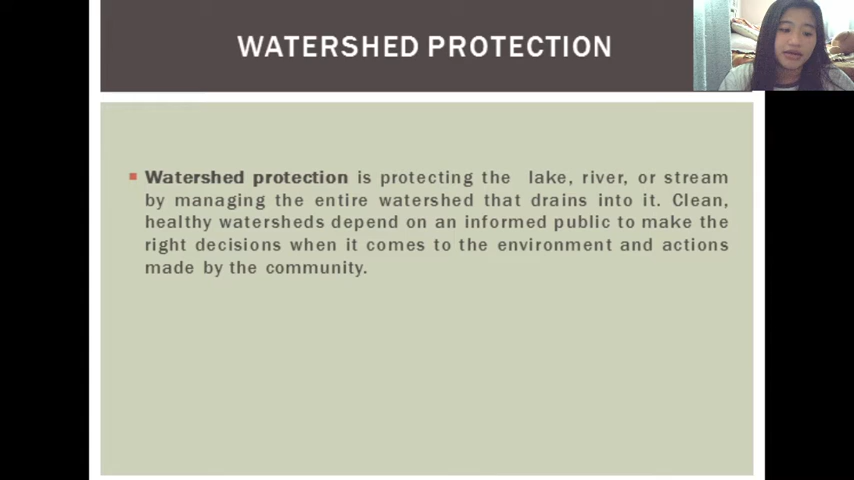 WATERSHED PROTECTION
Watershed protection is protecting the lake, river, or stream
by managing the entire watershed that drains into it. Clean,
healthy watersheds depend on an informed public to make the
right decisions when it comes to the environment and actions
made by the community.